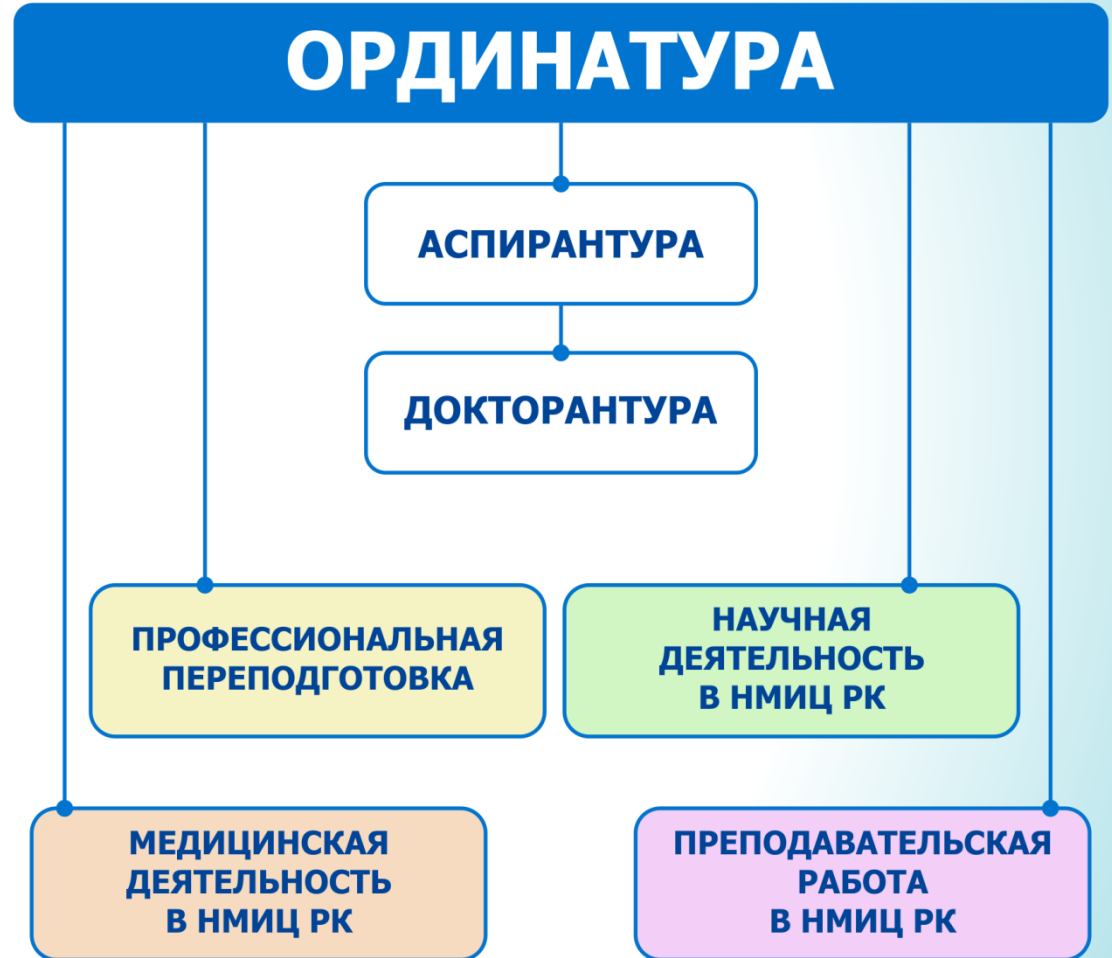 ОРДИНАТУРА
АСПИРАНТУРА
ДОКТОРАНТУРА
ПРОФЕССИОНАЛЬНАЯ
ПЕРЕПОДГОТОВКА
НАУЧНАЯ
ДЕЯТЕЛЬНОСТЬ
В НМИЦ РК
МЕДИЦИНСКАЯ
ДЕЯТЕЛЬНОСТЬ
В НМИЦ РК
ПРЕПОДАВАТЕЛЬСКАЯ
РАБОТА
В НМИЦ РК